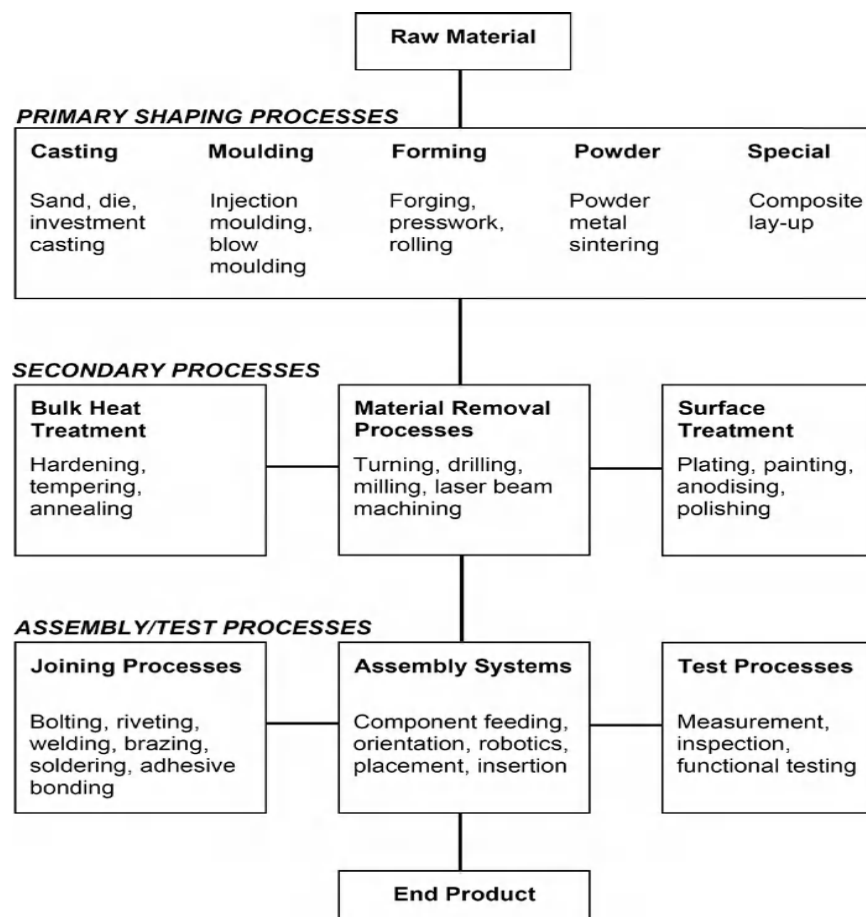 Raw Material
PRIMARY SHAPING PROCESSES
Casting
Sand, die,
investment
casting
Moulding
Injection
moulding,
blow
moulding
Forming
Forging,
presswork,
rolling
Powder
Powder
metal
sintering
Special
Composite
lay-up
SECONDARY PROCESSES
Bulk Heat
Treatment
Hardening,
tempering,
annealing
Material Removal
Processes
Turning, drilling,
milling, laser beam
machining
Surface
Treatment
Plating, painting,
anodising,
polishing
ASSEMBLY/TEST PROCESSES
Joining Processes
Bolting, riveting,
welding, brazing,
soldering, adhesive
bonding
Assembly Systems
Component feeding,
orientation, robotics,
placement, insertion
Test Processes
Measurement,
inspection,
functional testing
End Product